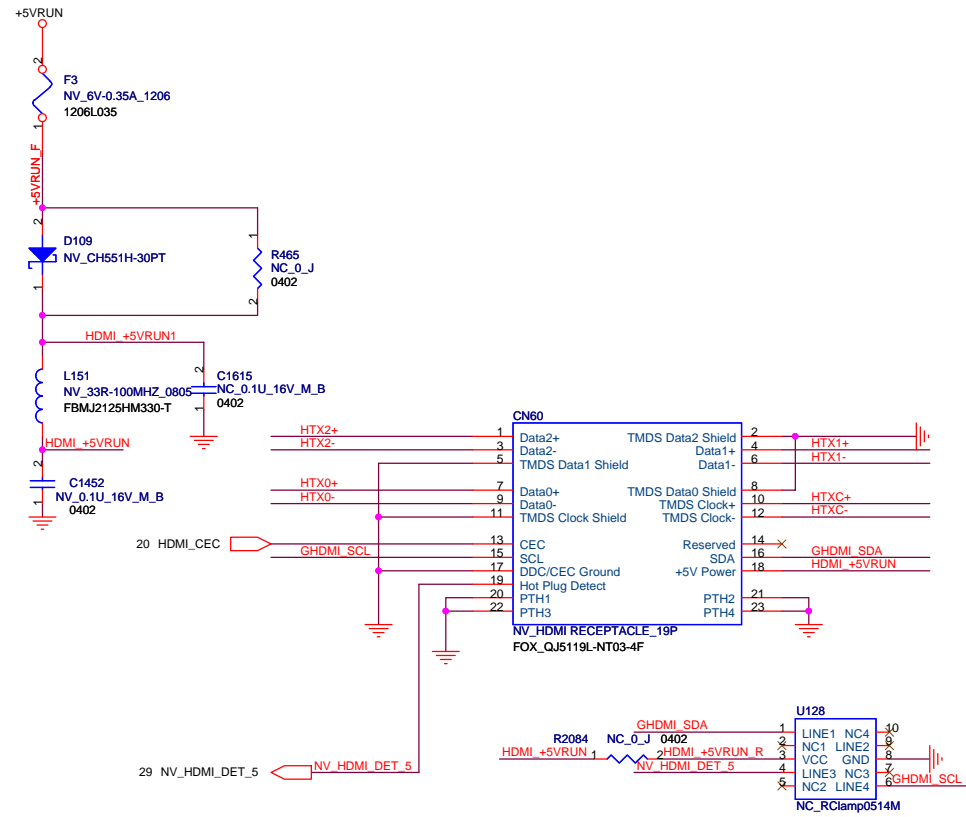 +5VRUN
2
F3
NV_6V-0.35A_1206
1206L035
1
+5VRUN_F
2
D109
NV_CH551H-30PT
1
1
R465
NC_0_J
0402
2
HDMI_+5VRUN1
L151
NV_33R-100MHZ_0805
FBMJ2125HM330-T
2
C1615
NC_0.1U_16V_M_B
0402
1
HDMI_+5VRUN
2
C1452
NV_0.1U_16V_M_B
0402
1
CN60
HTX2+ 1 Data2+ TMDS Data2 Shield 2
HTX2- 3 Data2- Data1+ 4 HTX1+
5 TMDS Data1 Shield Data1- 6 HTX1-
HTX0+ 7 Data0+ TMDS Data0 Shield 8
HTX0- 9 Data0- TMDS Clock+ 10 HTXC+
11 TMDS Clock Shield TMDS Clock- 12 HTXC-
20 HDMI_CEC 13 CEC Reserved 14
GHDMI_SCL 15 SCL SDA 16 GHDMI_SDA
17 DDC/CEC Ground +5V Power 18 HDMI_+5VRUN
19 Hot Plug Detect
20 PTH1 PTH2 21
22 PTH3 PTH4 23
NV_HDMI RECEPTACLE_19P
FOX_QJ5119L-NT03-4F
U128
GHDMI_SDA 1 LINE1 NC4 10
2 NC1 LINE2 9
R2084 NC_0_J 0402
HDMI_+5VRUN 1 2 HDMI_+5VRUN_R 3 VCC GND 8
29 NV_HDMI_DET_5 NV_HDMI_DET_5
NV_HDMI_DET_5 4 LINE3 NC3 7
5 NC2 LINE4 6 GHDMI_SCL
NC_RClamp0514M